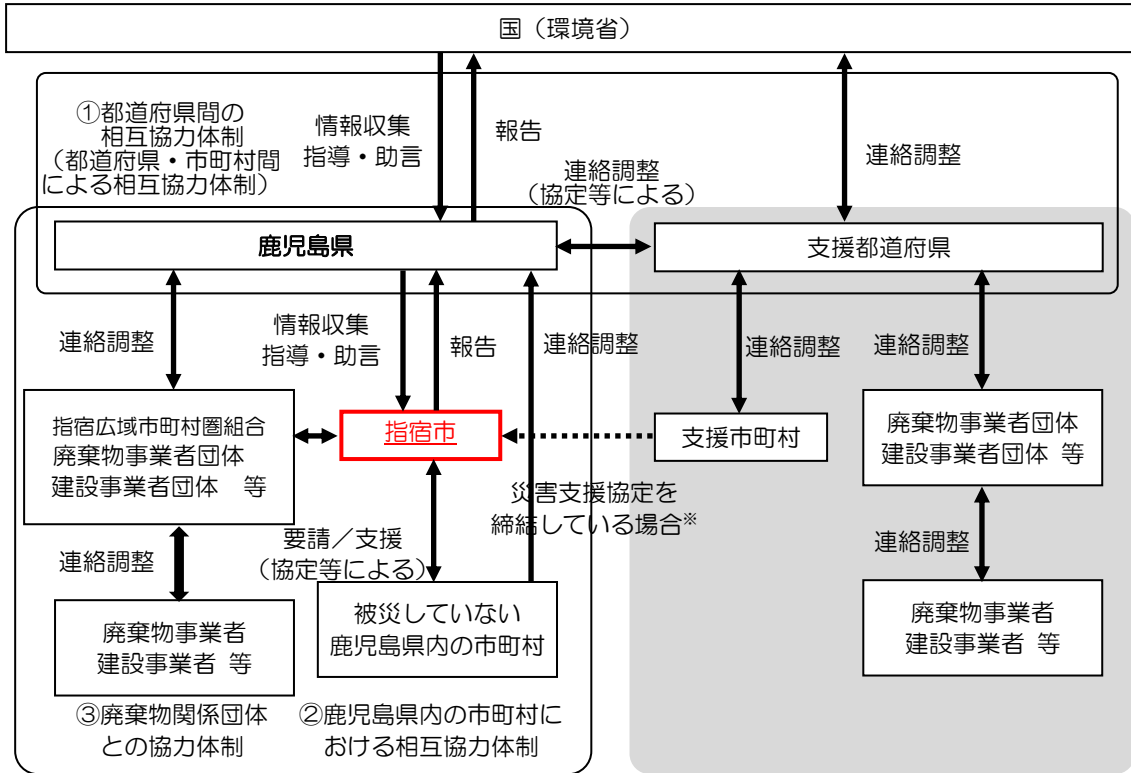 国（環境省）
①都道府県間の
相互協力体制
（都道府県・市町村間
による相互協力体制）
情報収集
指導・助言
報告
連絡調整
（協定等による）
連絡調整
鹿児島県
支援都道府県
連絡調整
情報収集
指導・助言
報告
連絡調整
連絡調整
連絡調整
指宿広域市町村圏組合
廃棄物事業者団体
建設事業者団体　等
指宿市
支援市町村
廃棄物事業者団体
建設事業者団体 等
災害支援協定を
締結している場合※
連絡調整
要請／支援
（協定等による）
連絡調整
廃棄物事業者
建設事業者 等
被災していない
鹿児島県内の市町村
廃棄物事業者
建設事業者 等
③廃棄物関係団体
との協力体制
②鹿児島県内の市町村に
おける相互協力体制